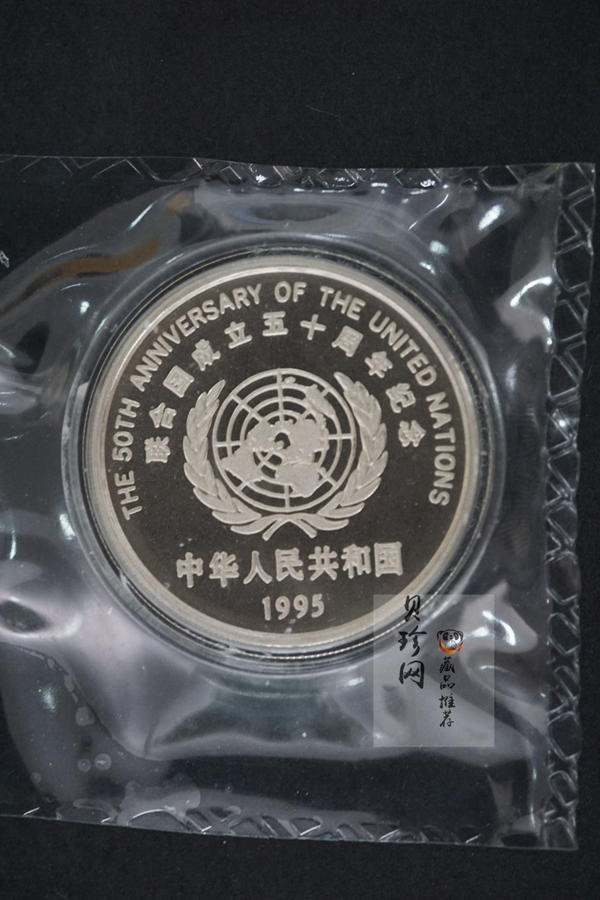 THE 50TH ANNIVERSARY OF THE UNITED NATIONS
联合国成立五十周年纪念
中华人民共和国
1995
贝珍网
藏品推荐